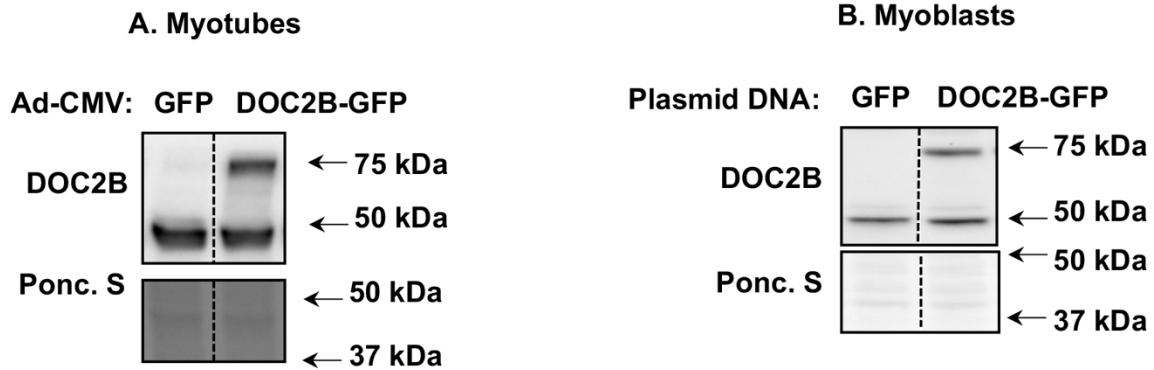 A. Myotubes
Ad-CMV: GFP DOC2B-GFP
DOC2B
75 kDa
50 kDa
Ponc. S
50 kDa
37 kDa
B. Myoblasts
Plasmid DNA: GFP DOC2B-GFP
DOC2B
75 kDa
50 kDa
Ponc. S
50 kDa
37 kDa